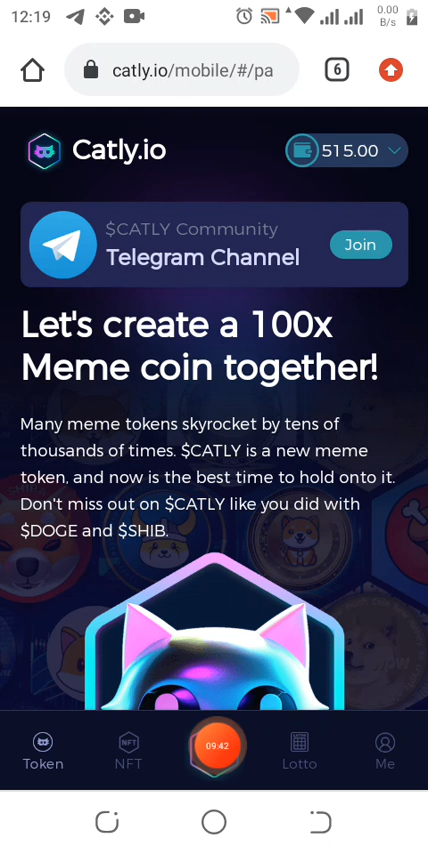 12:19
0.00
B/s
catly.io/mobile/#/pa
6
Catly.io
515.00
$CATLY Community
Telegram Channel
Join
Let's create a 100x
Meme coin together!
Many meme tokens skyrocket by tens of
thousands of times. $CATLY is a new meme
token, and now is the best time to hold onto it.
Don't miss out on $CATLY like you did with
$DOGE and $SHIB.
09:42
NFT
Token
NFT
Lotto
Me